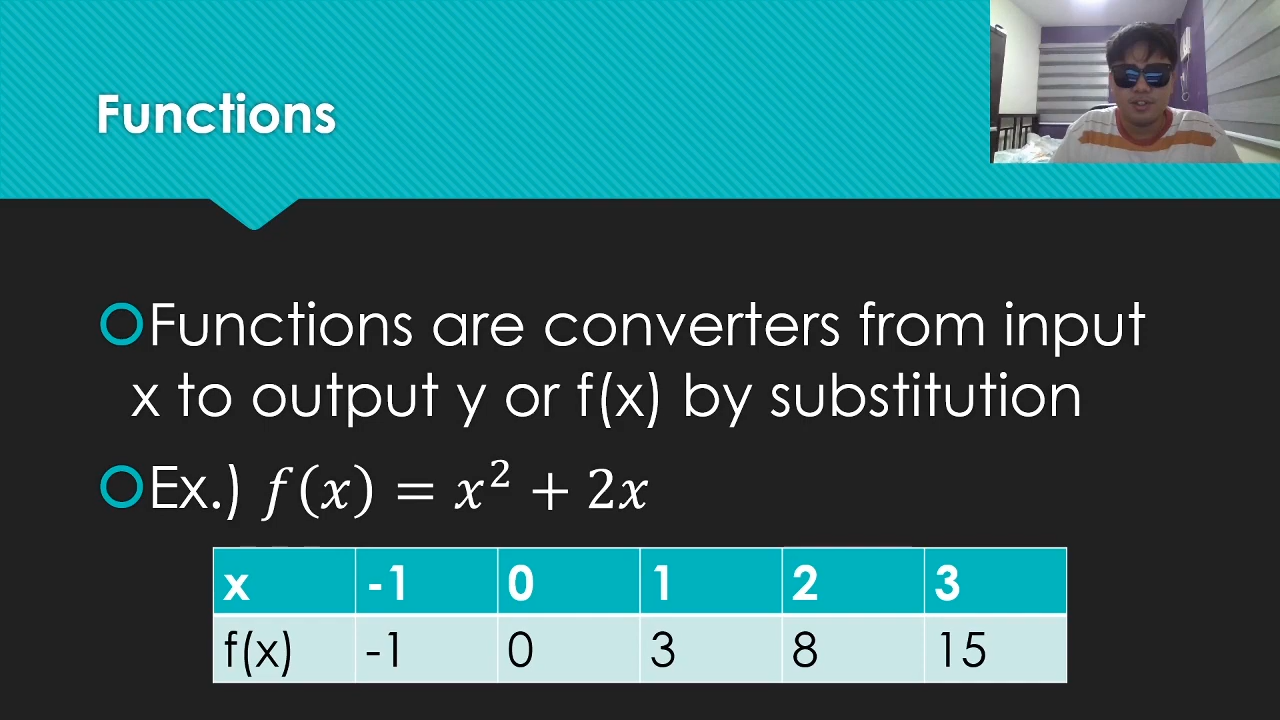 Functions
Functions are converters from input
x to output y or f(x) by substitution
Ex.) f(x) = x² + 2x
x -1 0 1 2 3
f(x) -1 0 3 8 15